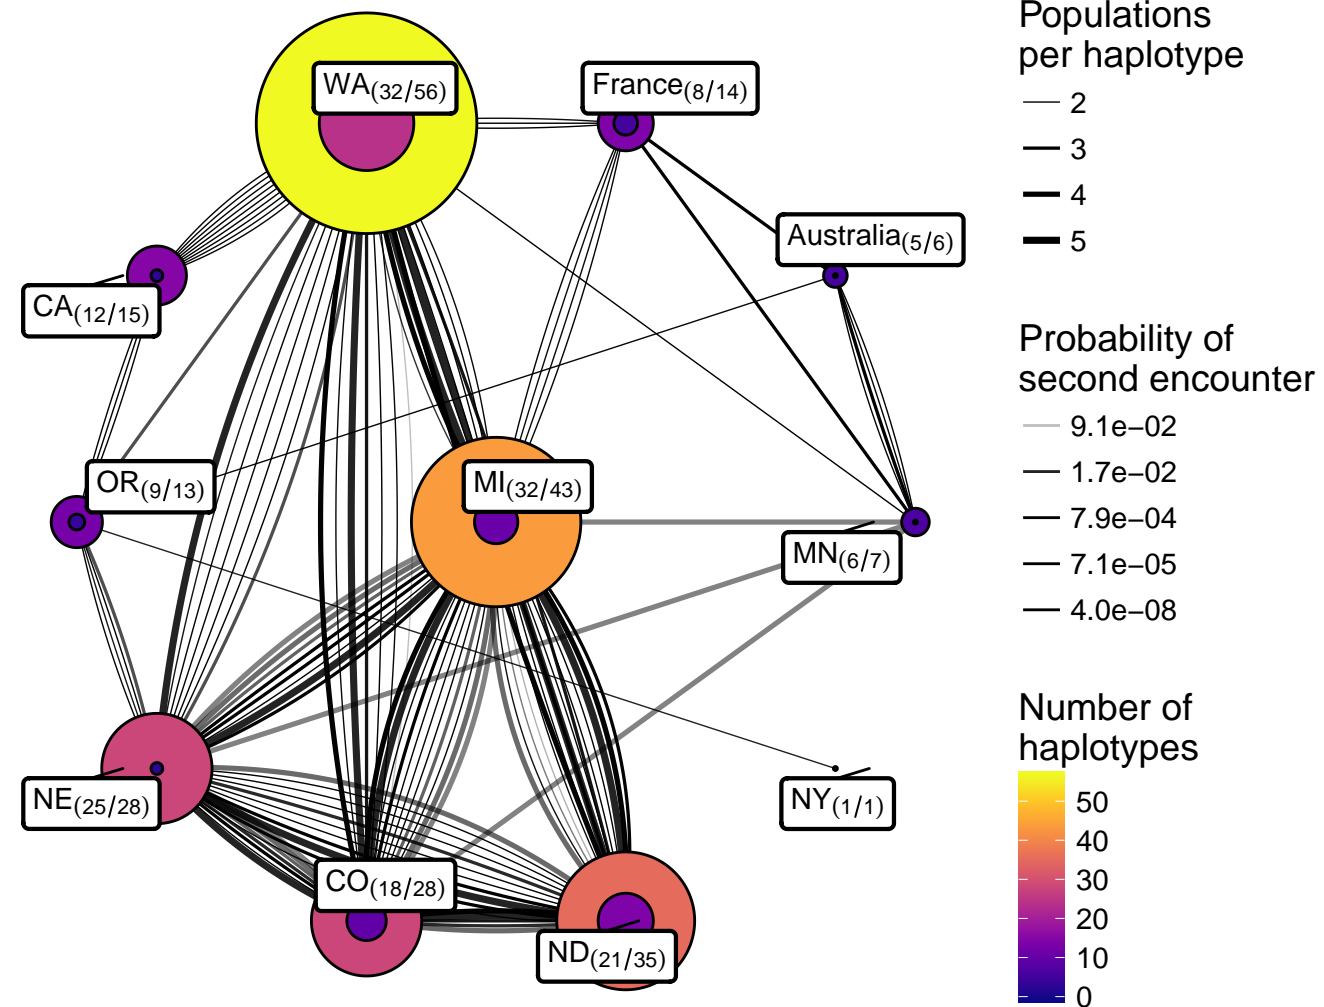 WA(32/56)
France(8/14)
Australia(5/6)
CA(12/15)
OR(9/13)
MI(32/43)
MN(6/7)
NE(25/28)
NY(1/1)
CO(18/28)
ND(21/35)
Populations
per haplotype
2
3
4
5
Probability of
second encounter
9.1e−02
1.7e−02
7.9e−04
7.1e−05
4.0e−08
Number of
haplotypes
50
40
30
20
10
0